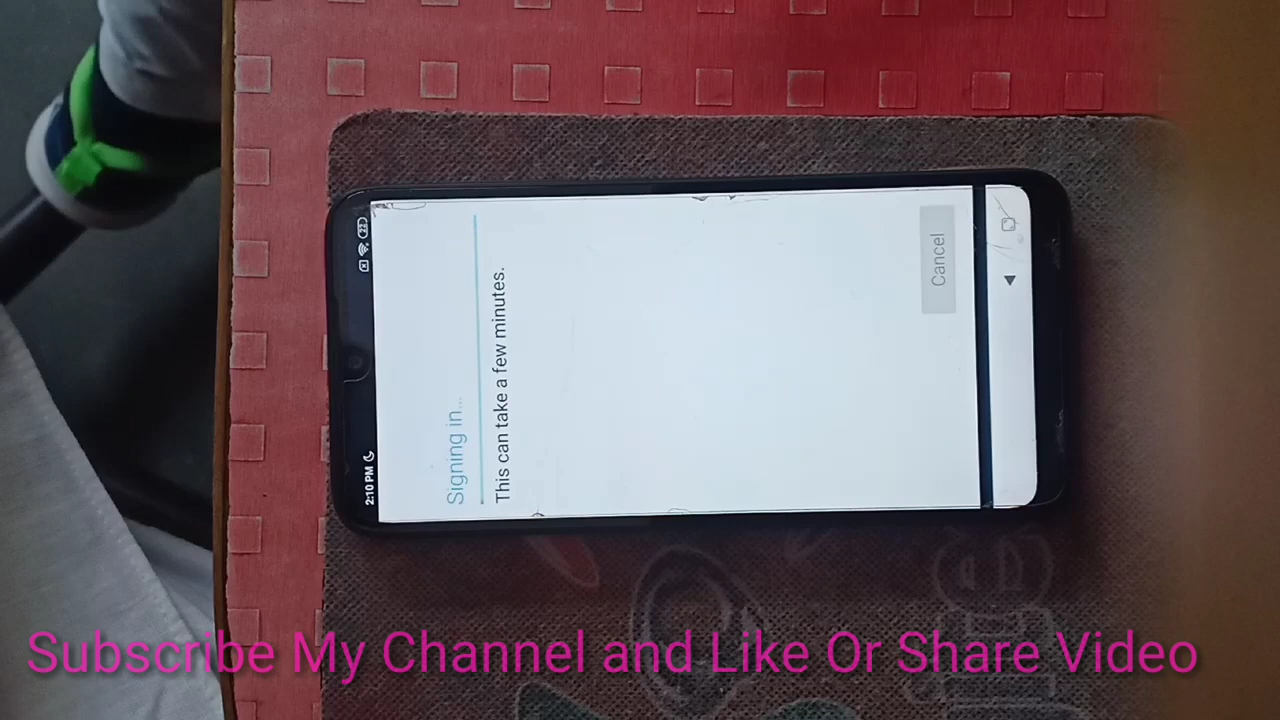 2:10 PM
22
Signing in...
This can take a few minutes.
Cancel
Subscribe My Channel and Like Or Share Video